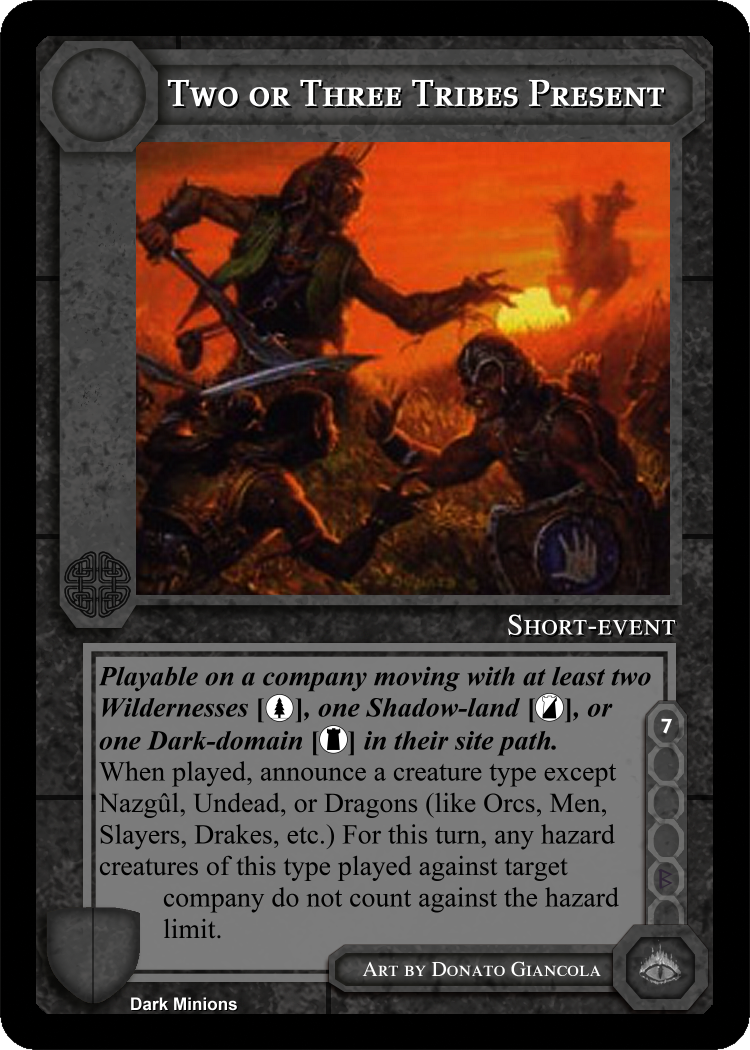 Two or Three Tribes Present
Short-event
Playable on a company moving with at least two
Wildernesses [], one Shadow-land [], or
one Dark-domain [] in their site path.
When played, announce a creature type except
Nazgûl, Undead, or Dragons (like Orcs, Men,
Slayers, Drakes, etc.) For this turn, any hazard
creatures of this type played against target
company do not count against the hazard
limit.
7
B
Art by Donato Giancola
Dark Minions